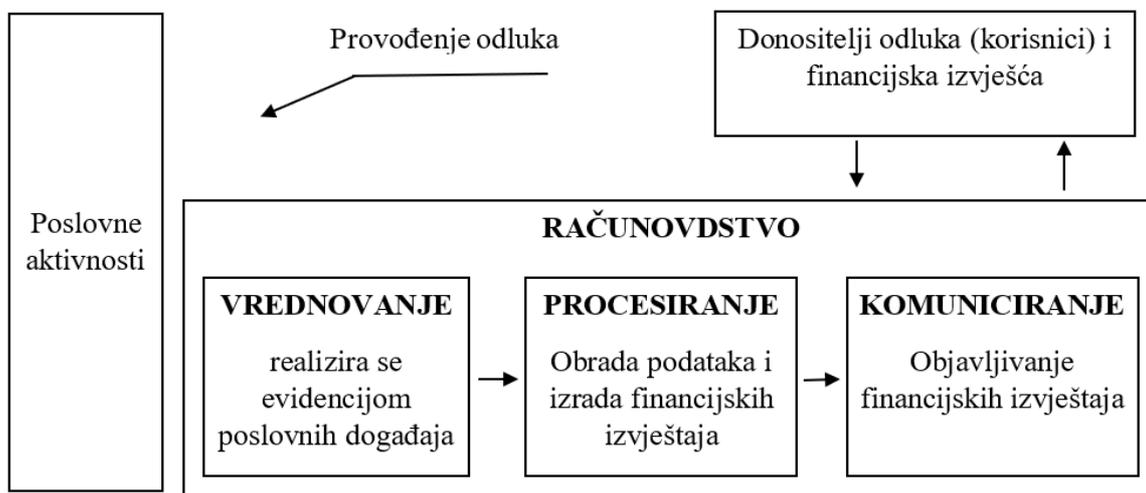 Provođenje odluka
Donositelji odluka (korisnici) i
financijska izvješća
Poslovne
aktivnosti
RAČUNOVDSTVO
VREDNOVANJE
realizira se
evidencijom
poslovnih događaja
PROCESIRANJE
Obrada podataka i
izrada financijskih
izvještaja
KOMUNICIRANJE
Objavljivanje
financijskih izvještaja